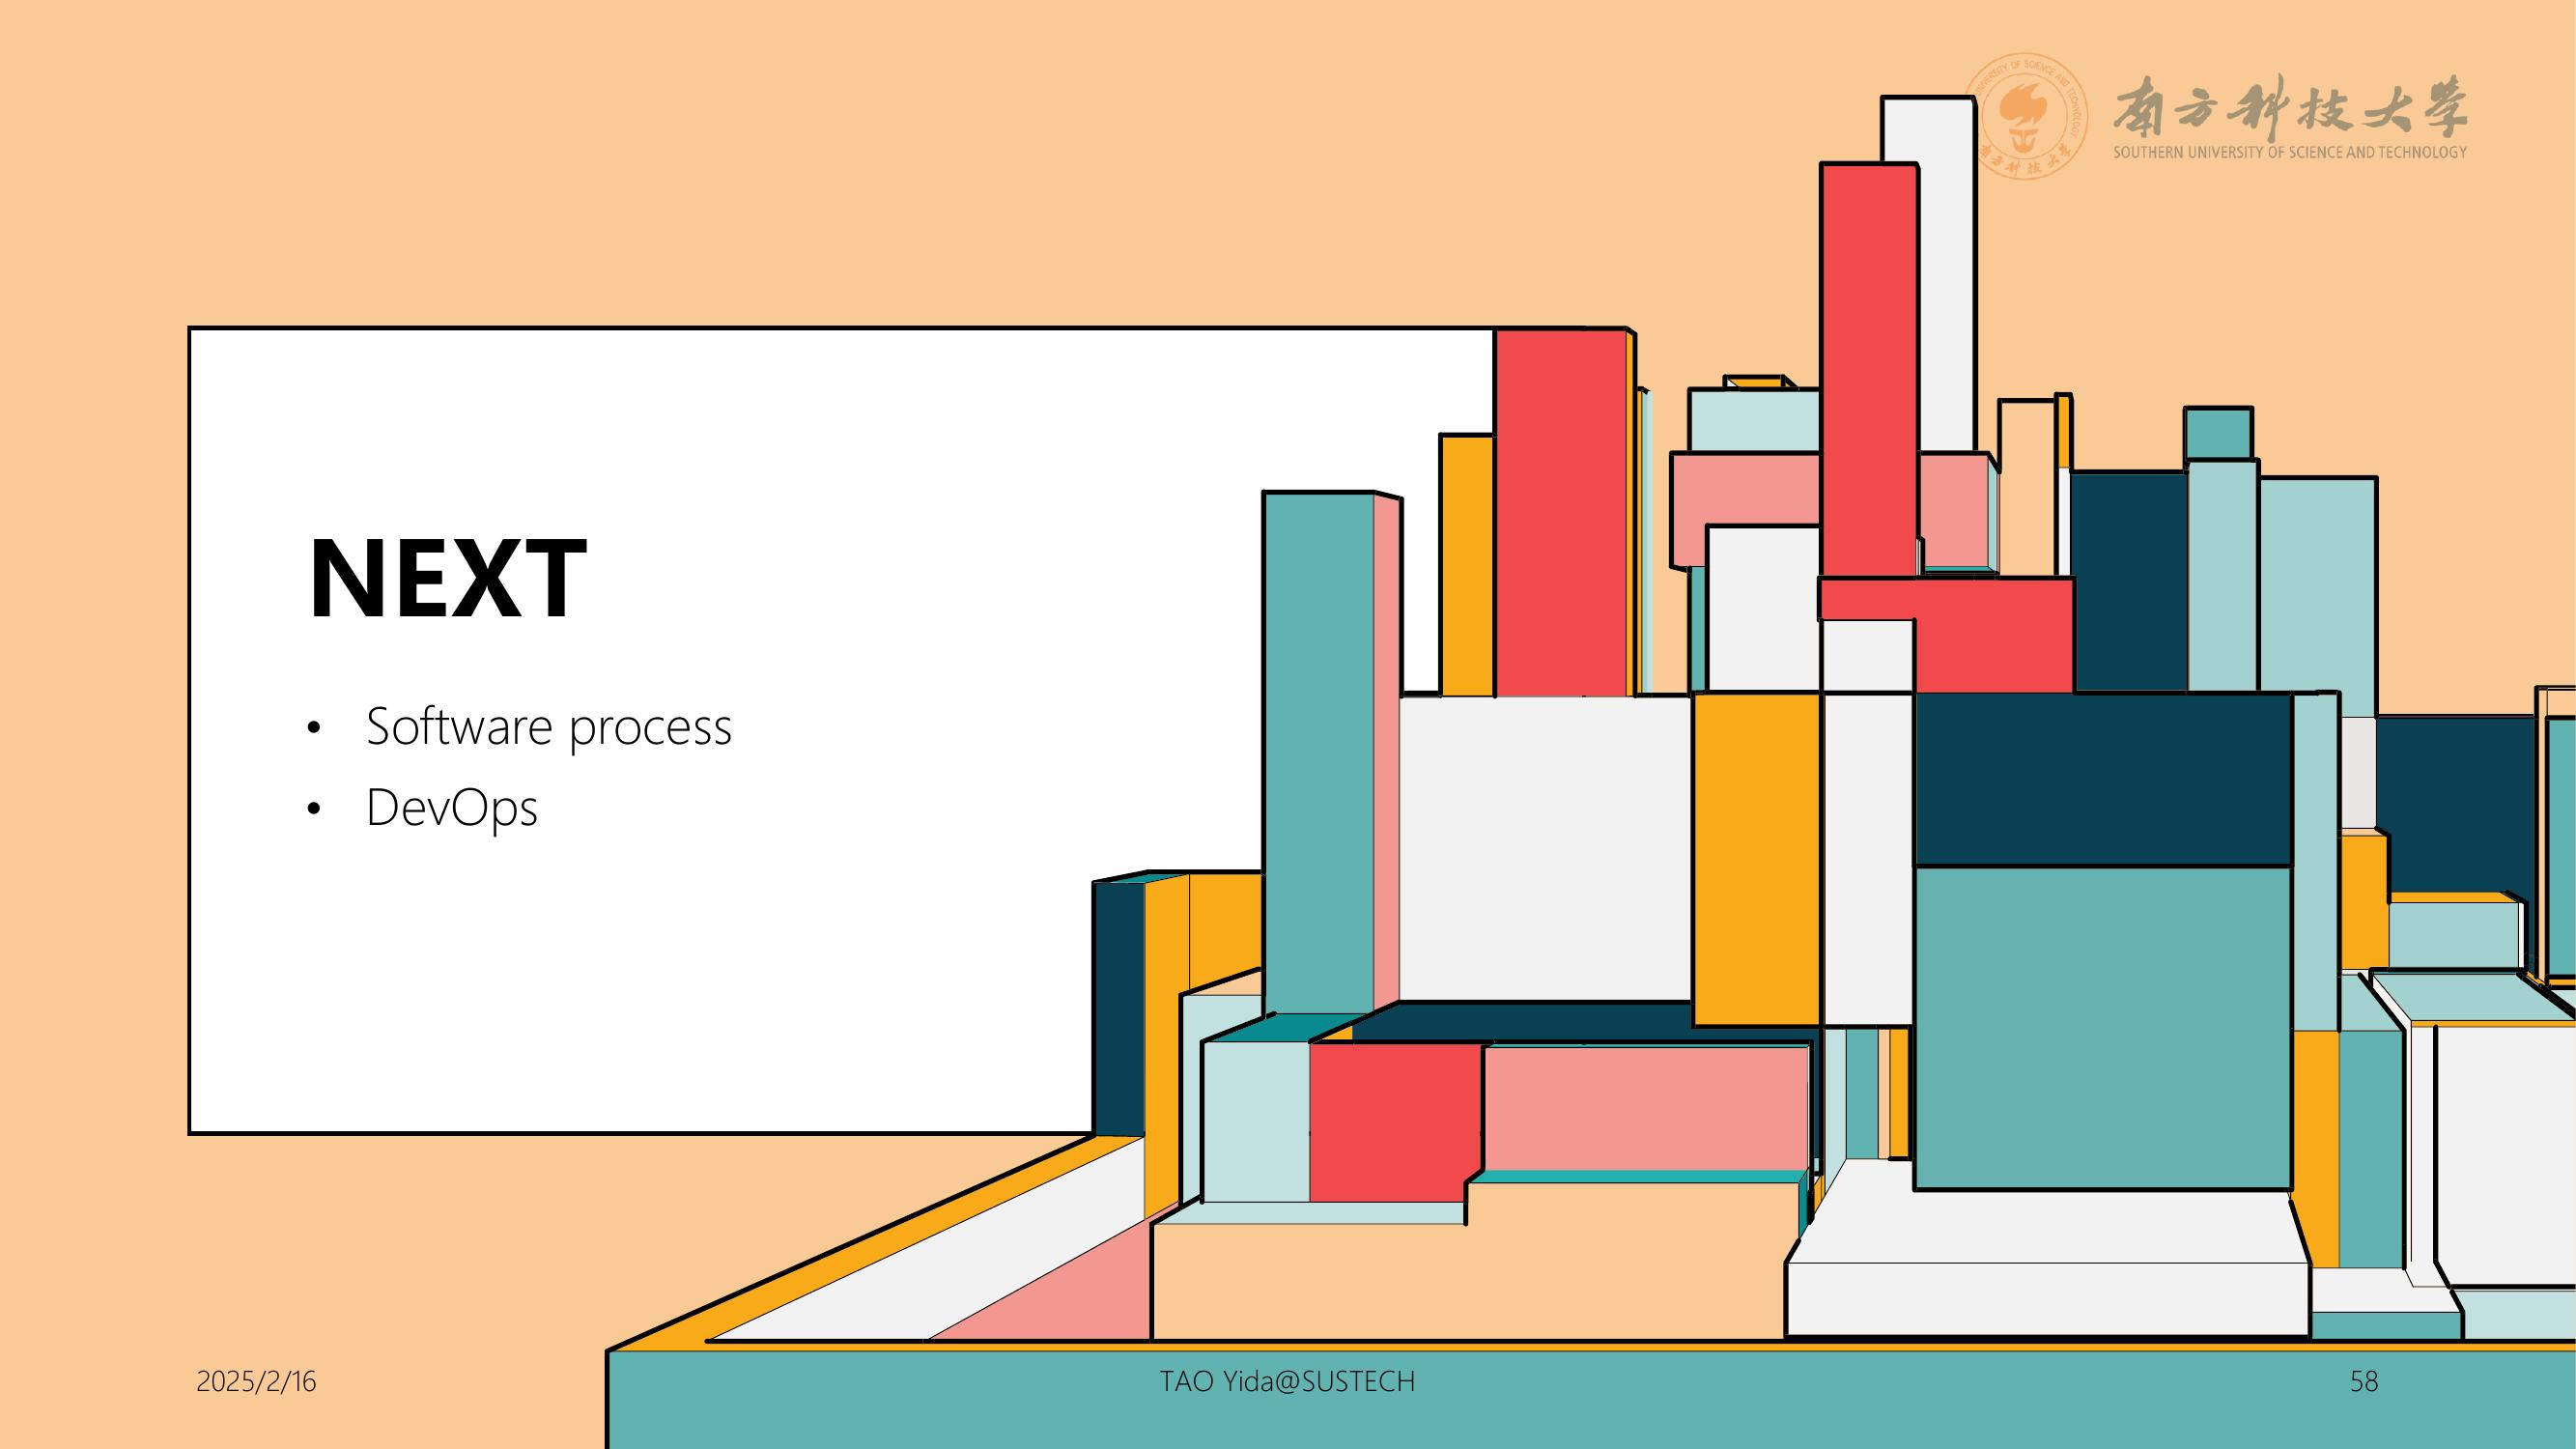 南方科技大學
SOUTHERN UNIVERSITY OF SCIENCE AND TECHNOLOGY
NEXT
• Software process
• DevOps
2025/2/16
TAO Yida@SUSTECH
58